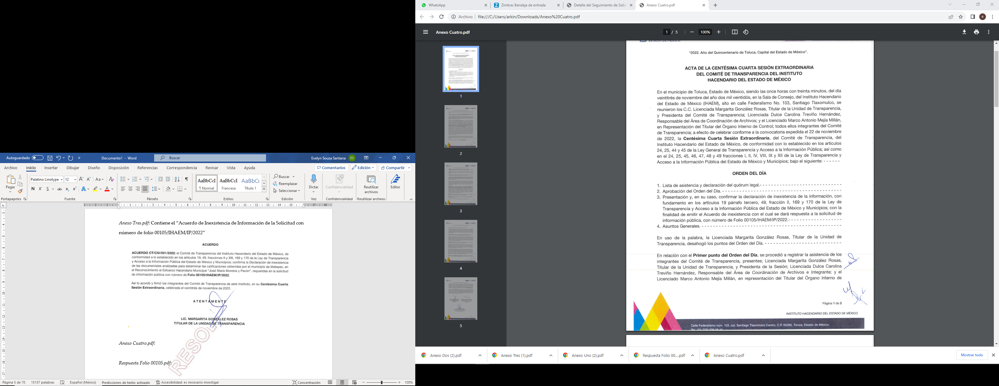 Autoguardado
Documento1 - Word
Buscar
Evelyn Souza Santana
ES
Archivo
Inicio
Insertar
Dibujar
Diseño
Disposición
Referencias
Correspondencia
Revisar
Vista
Ayuda
Comentarios
Edición
Compartir
Pegar
Portapapeles
Palatino Linotype
12
N K S ab x₂ x²
Fuente
Párrafo
AaBbCcI
¶ Normal
AaBbCcI
Francesa
AaBbC
Título 1
Estilos
Buscar
Reemplazar
Seleccionar
Edición
Dictar
Voz
Confidencialidad
Confidencialidad
Reutilizar
archivos
Reutilizar archivos
Editor
Anexo Tres.pdf: Contiene el “Acuerdo de Inexistencia de Información de la Solicitud con
número de folio 00105/IHAEM/IP/2022”
ACUERDO
ACUERDO CT/CIV/001/2022: el Comité de Transparencia del Instituto Hacendario del Estado de México, de
conformidad a lo establecido en los artículos 19, 49, fracciones II y XIII, 169 y 170 de la Ley de Transparencia
y Acceso a la Información Pública del Estado de México y Municipios; confirma la Declaración de Inexistencia
de las documentales analizadas para determinar las calificaciones obtenidas por el municipio de Metepec, en
el Reconocimiento al Esfuerzo Hacendario Municipal “José María Morelos y Pavón”, requeridas en la solicitud
de información pública con número de Folio 00105/IHAEM/IP/2022.
Así lo acordó y firmó los integrantes del Comité de Transparencia de este Instituto, en su Centésima Cuarta
Sesión Extraordinaria, celebrada el veintitrés de noviembre de 2022.
ATENTAMENTE
LIC. MARGARITA GONZÁLEZ ROSAS
TITULAR DE LA UNIDAD DE TRANSPARENCIA
RESOL
Anexo Cuatro.pdf:
Respuesta Folio 00105.pdf:
Página 5 de 70
15157 palabras
Español (México)
Predicciones de texto: activado
Accesibilidad: es necesario investigar
Concentración
100%
WhatsApp
Zimbra: Bandeja de entrada
Detalle del Seguimiento de Solic
Anexo Cuatro.pdf
Archivo
file:///C:/Users/arkin/Downloads/Anexo%20Cuatro.pdf
e
Anexo Cuatro.pdf
1 / 5
100%
1
2
3
4
5
ESTADO DE MÉXICO
“2022. Año del Quincentenario de Toluca, Capital del Estado de México”.
ACTA DE LA CENTÉSIMA CUARTA SESIÓN EXTRAORDINARIA
DEL COMITÉ DE TRANSPARENCIA DEL INSTITUTO
HACENDARIO DEL ESTADO DE MÉXICO
En el municipio de Toluca, Estado de México, siendo las once horas con treinta minutos, del día
veintitrés de noviembre del año dos mil veintidós, en la Sala de Consejo, del Instituto Hacendario
del Estado de México (IHAEM), sito en calle Federalismo No. 103, Santiago Tlaxomulco, se
reunieron los C.C. Licenciada Margarita González Rosas, Titular de la Unidad de Transparencia,
y Presidenta del Comité de Transparencia; Licenciada Dulce Carolina Treviño Hernández,
Responsable del Área de Coordinación de Archivos; y el Licenciado Marco Antonio Mejía Millán,
en Representación del Titular del Órgano Interno de Control; todos ellos integrantes del Comité
de Transparencia; a efecto de celebrar conforme a la convocatoria expedida el 22 de noviembre
de 2022, la Centésima Cuarta Sesión Extraordinaria, del Comité de Transparencia, del
Instituto Hacendario del Estado de México, de conformidad con lo establecido en los artículos
24, 25, 44 y 45 de la Ley General de Transparencia y Acceso a la Información Pública; así como
en el 24, 25, 45, 46, 47, 48 y 49 fracciones I, II, IV, VIII, IX y XII de la Ley de Transparencia y
Acceso a la Información Pública del Estado de México y Municipios; bajo el siguiente: - - - - - -
ORDEN DEL DÍA
1. Lista de asistencia y declaración del quórum legal.- - - - - - - - - - - - - - - - - - - - - - - - - - -
2. Aprobación del Orden del Día. - - - - - - - - - - - - - - - - - - - - - - - - - - - - - - - - - - - - - -
3. Presentación y, en su caso, confirmar la declaración de inexistencia de la información, con
fundamento en los artículos 19 párrafo tercero, 49, fracción II, 169 y 170 de la Ley de
Transparencia y Acceso a la Información Pública del Estado de México y Municipios; con la
finalidad de emitir el Acuerdo de inexistencia con el cual se dará respuesta a la solicitud de
información pública, con número de Folio 00105/IHAEM/IP/2022.- - - - - - - - - - - - - - - - -
4. Asuntos Generales. - - - - - - - - - - - - - - - - - - - - - - - - - - - - - - - - - - - - - - - - - - - -
En uso de la palabra, la Licenciada Margarita González Rosas, Titular de la Unidad de
Transparencia, desahogó los puntos del Orden del Día. - - - - - - - - - - - - - - - - - - - - - - - -
En relación con el Primer punto del Orden del Día, se procedió a registrar la asistencia de los
integrantes del Comité de Transparencia, presentes; Licenciada Margarita González Rosas,
Titular de la Unidad de Transparencia, y Presidenta de la Sesión; Licenciada Dulce Carolina
Treviño Hernández, Responsable del Área de Coordinación de Archivos e Integrante; y el
Licenciado Marco Antonio Mejía Millán, en representación del Titular del Órgano Interno de
Página 1 de 5
INSTITUTO HACENDARIO DEL ESTADO DE MÉXICO
Calle Federalismo núm. 103, col. Santiago Tlaxomulco Centro, C.P. 50280, Toluca, Estado de México.
Tel.: (01 722) 236 05 40
Anexo Dos (2).pdf
Anexo Tres (1).pdf
Anexo Uno (2).pdf
Respuesta Folio 00....pdf
Anexo Cuatro.pdf
Mostrar todo